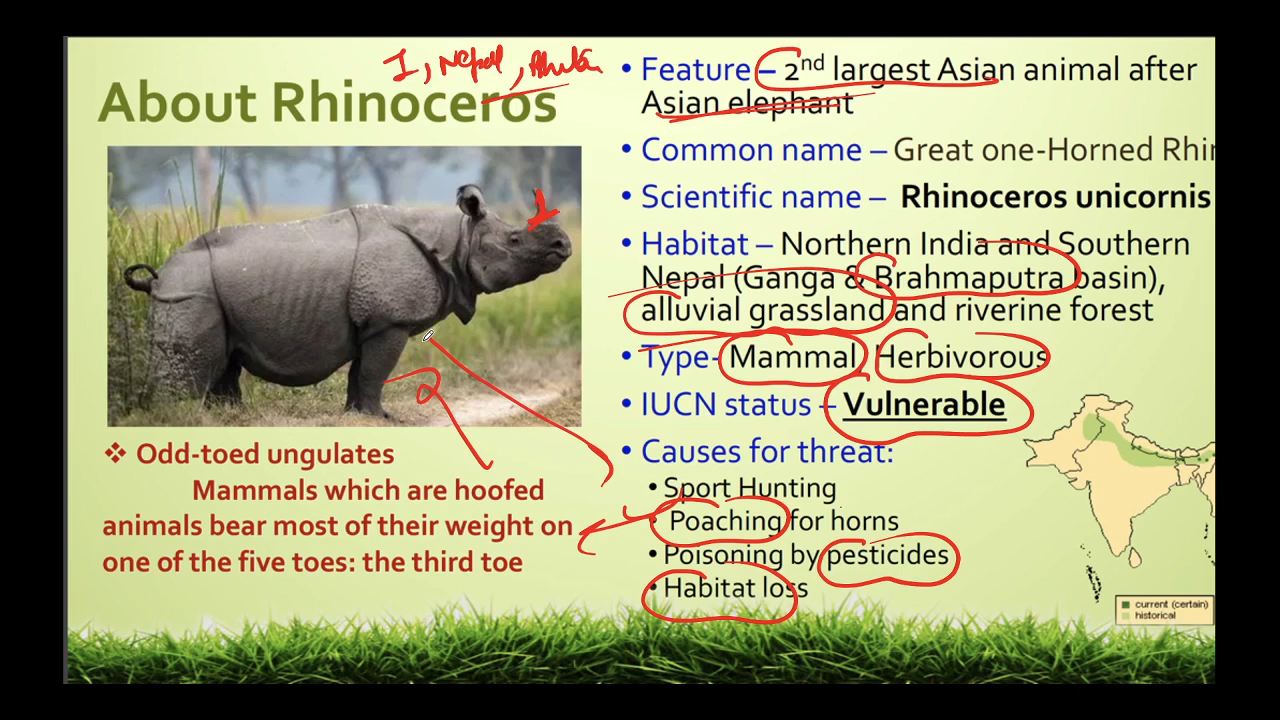 I, Nepal, Bhutan
About Rhinoceros
❖ Odd-toed ungulates
Mammals which are hoofed
animals bear most of their weight on
one of the five toes: the third toe
• Feature – 2nd largest Asian animal after
Asian elephant
• Common name – Great one-Horned Rhin
• Scientific name – Rhinoceros unicornis
• Habitat – Northern India and Southern
Nepal (Ganga & Brahmaputra basin),
alluvial grassland and riverine forest
• Type- Mammal, Herbivorous
• IUCN status – Vulnerable
• Causes for threat:
• Sport Hunting
• Poaching for horns
• Poisoning by pesticides
• Habitat loss
1
2
current (certain)
historical